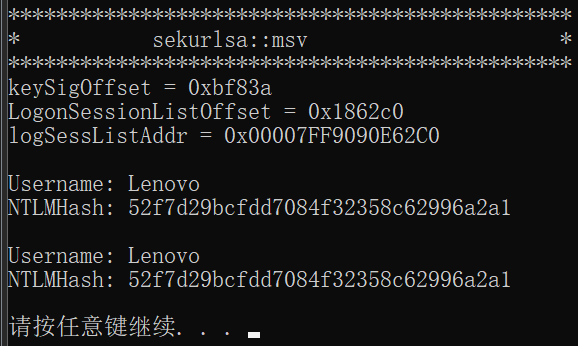 ***********************************************
*           sekurlsa::msv                     *
***********************************************
keySigOffset = 0xbf83a
LogonSessionListOffset = 0x1862c0
logSessListAddr = 0x00007FF9090E62C0
Username: Lenovo
NTLMHash: 52f7d29bcfdd7084f32358c62996a2a1
Username: Lenovo
NTLMHash: 52f7d29bcfdd7084f32358c62996a2a1
请按任意键继续. . .